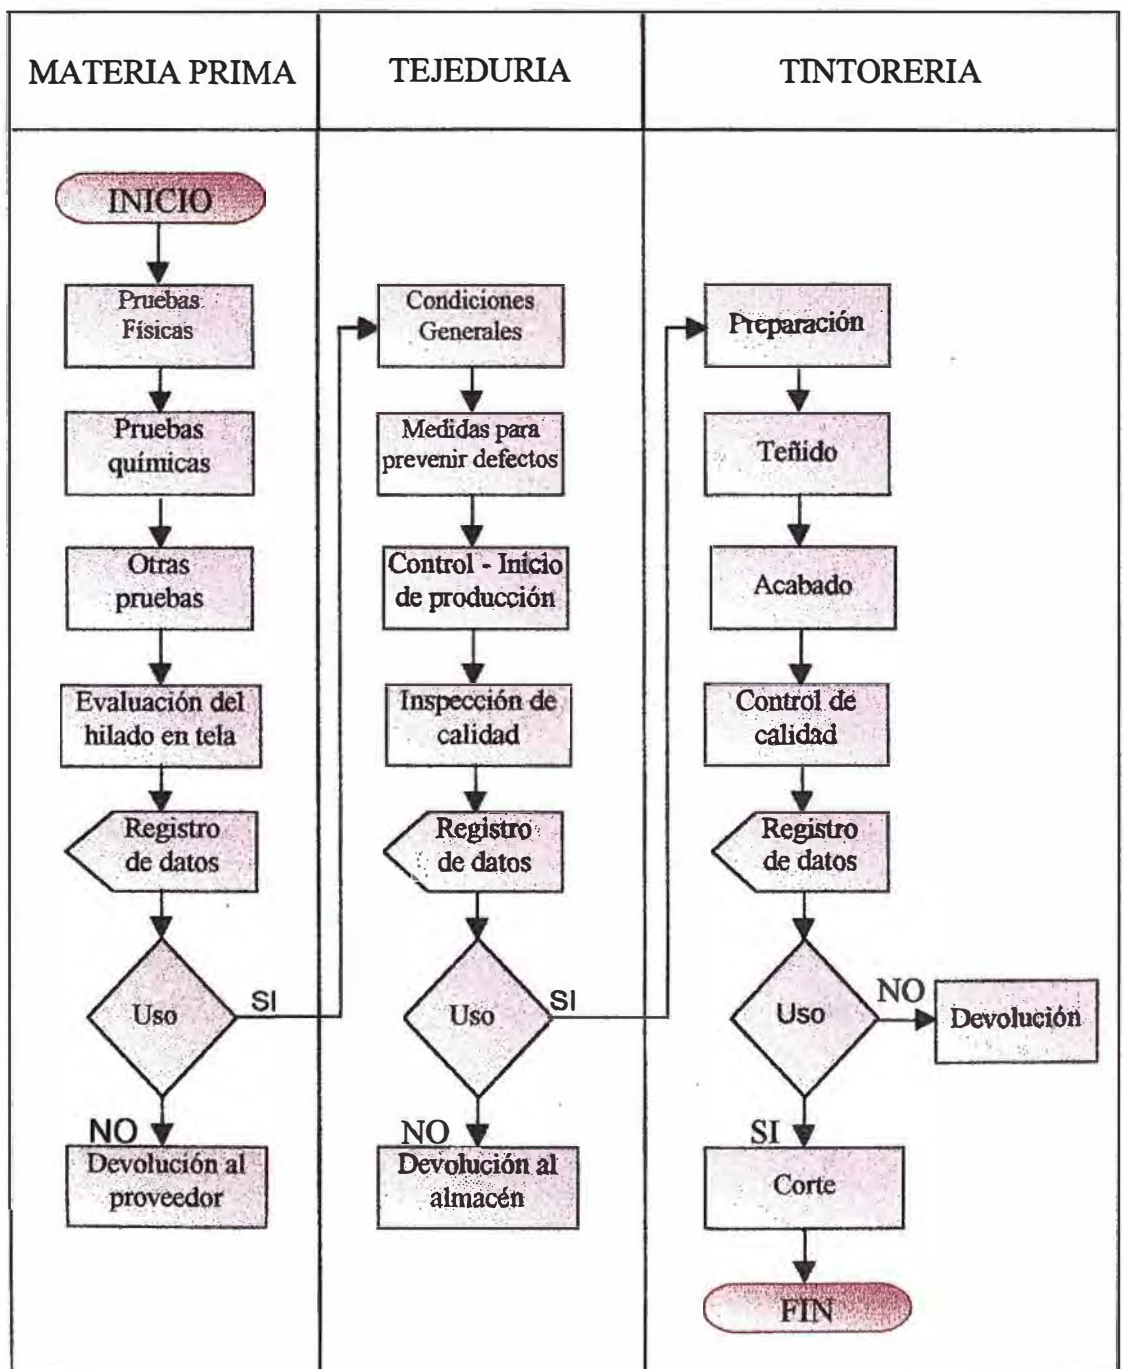 MATERIA PRIMA
TEJEDURIA
TINTORERIA
INICIO
Pruebas
Físicas
Pruebas
químicas
Otras
pruebas
Evaluación del
hilado en tela
Registro
de datos
Uso
SI
NO
Devolución al
proveedor
Condiciones
Generales
Medidas para
prevenir defectos
Control - Inicio
de producción
Inspección de
calidad
Registro
de datos
Uso
SI
NO
Devolución al
almacén
Preparación
Teñido
Acabado
Control de
calidad
Registro
de datos
Uso
NO
Devolución
SI
Corte
FIN